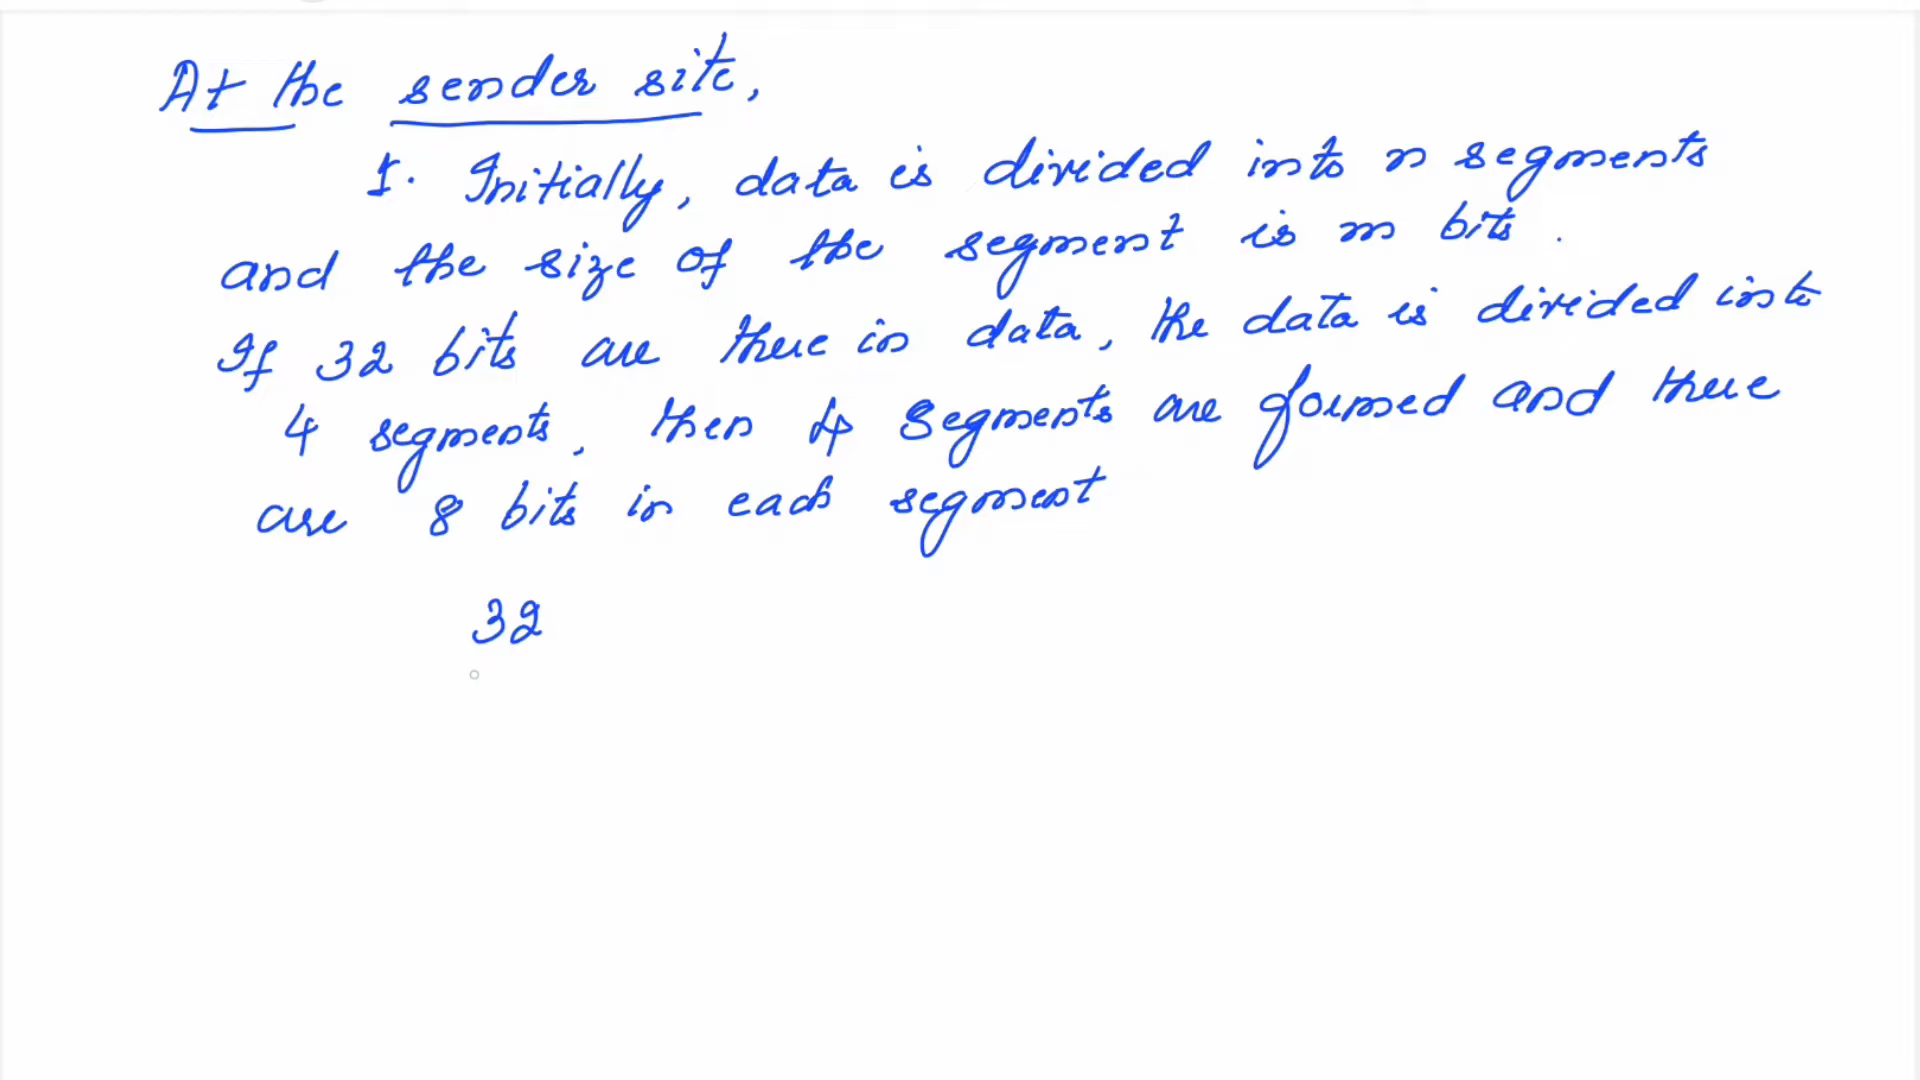 At the sender site,
1. Initially, data is divided into n segments
and the size of the segment is m bits.
If 32 bits are there in data, the data is divided into
4 segments, then 4 segments are formed and there
are 8 bits in each segment
32